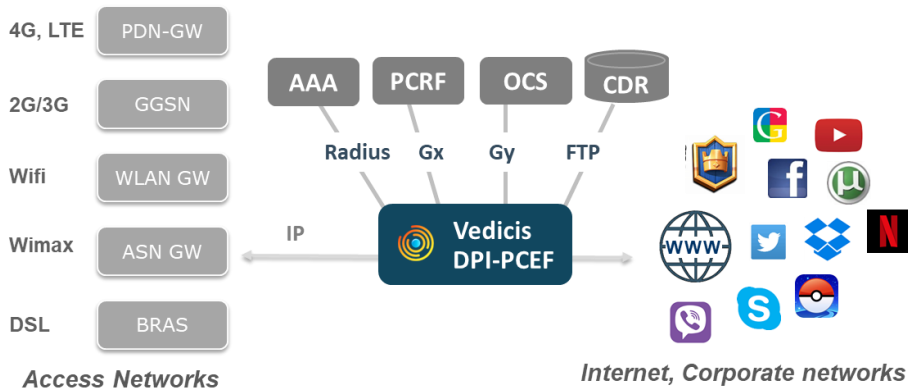 4G, LTE
PDN-GW
2G/3G
GGSN
Wifi
WLAN GW
Wimax
ASN GW
DSL
BRAS
Access Networks
AAA
PCRF
OCS
CDR
Radius
Gx
Gy
FTP
IP
Vedicis
DPI-PCEF
G
f
µ
WWW
N
S
Internet, Corporate networks